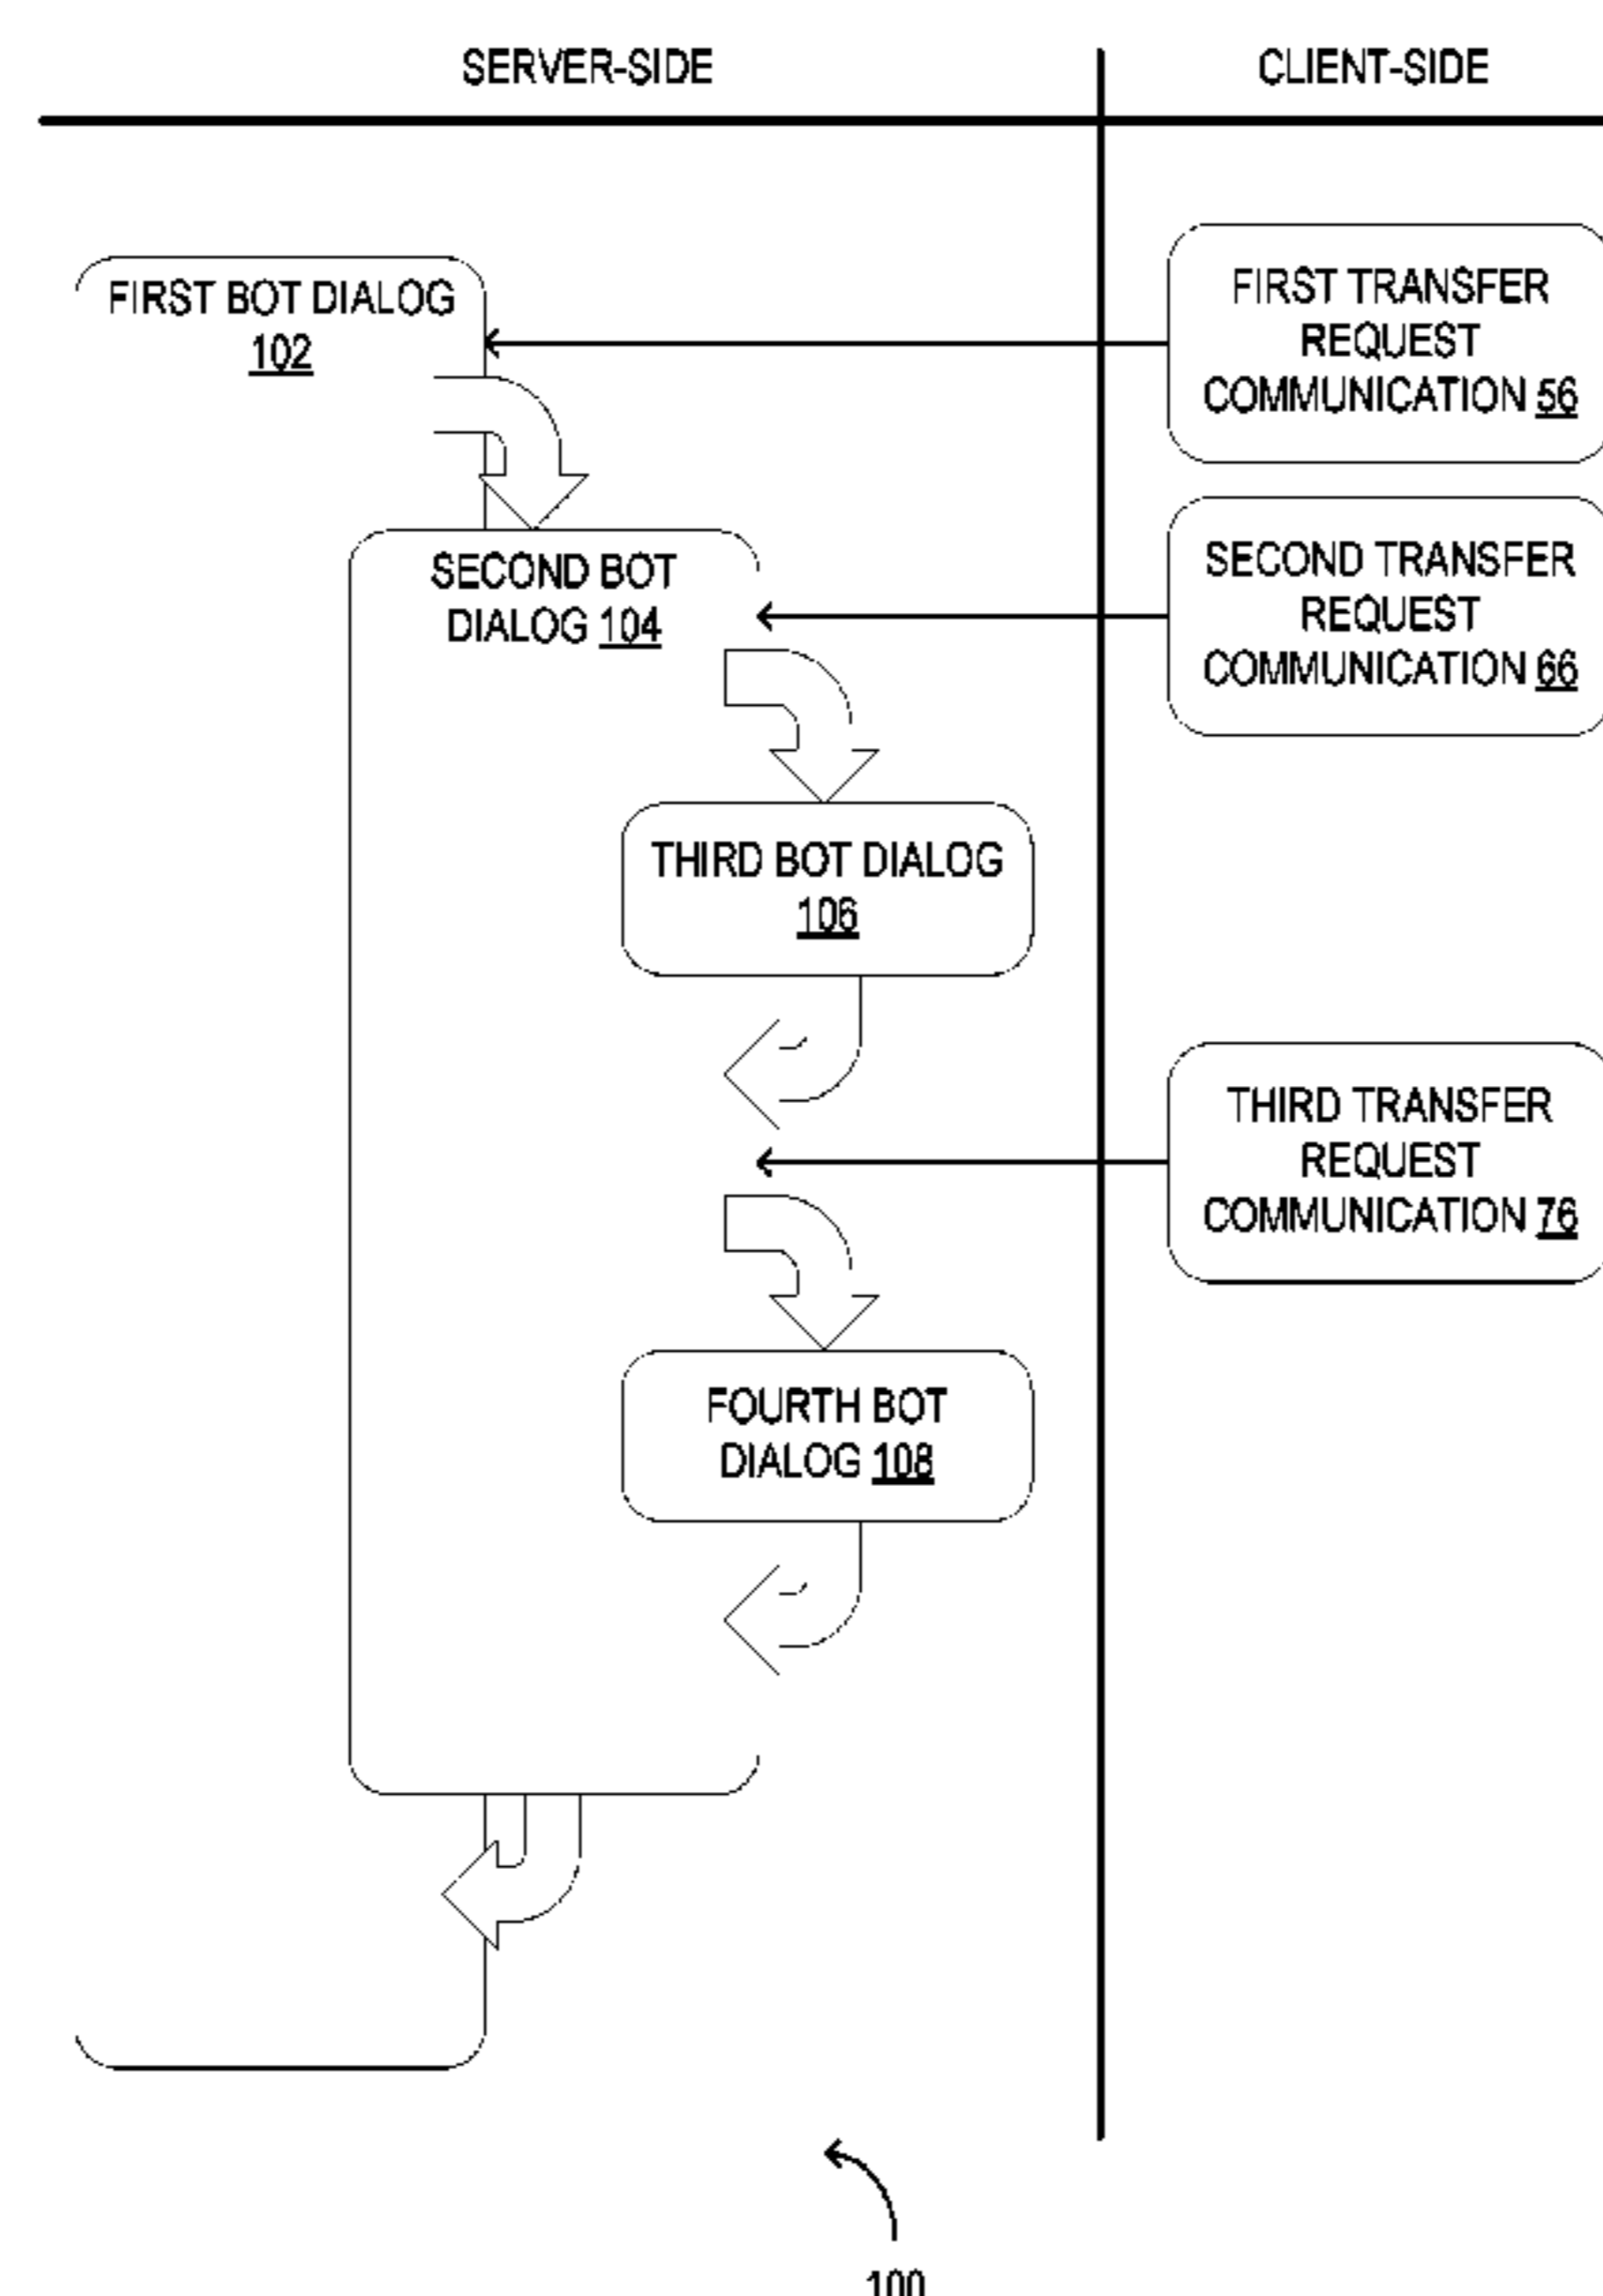 SERVER-SIDE
CLIENT-SIDE
FIRST BOT DIALOG
102
FIRST TRANSFER
REQUEST
COMMUNICATION 56
SECOND BOT
DIALOG 104
SECOND TRANSFER
REQUEST
COMMUNICATION 66
THIRD BOT DIALOG
106
THIRD TRANSFER
REQUEST
COMMUNICATION 76
FOURTH BOT
DIALOG 108
100